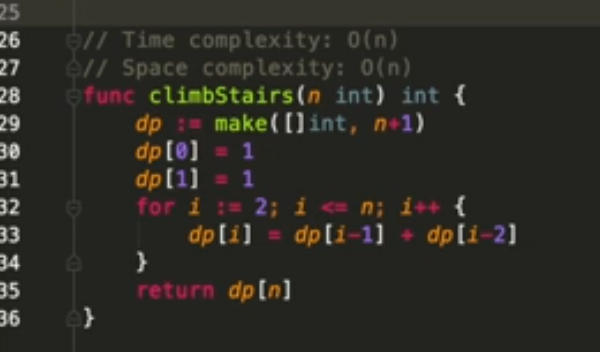 25
26 // Time complexity: O(n)
27 // Space complexity: O(n)
28 func climbStairs(n int) int {
29     dp := make([]int, n+1)
30     dp[0] = 1
31     dp[1] = 1
32     for i := 2; i <= n; i++ {
33         dp[i] = dp[i-1] + dp[i-2]
34     }
35     return dp[n]
36 }